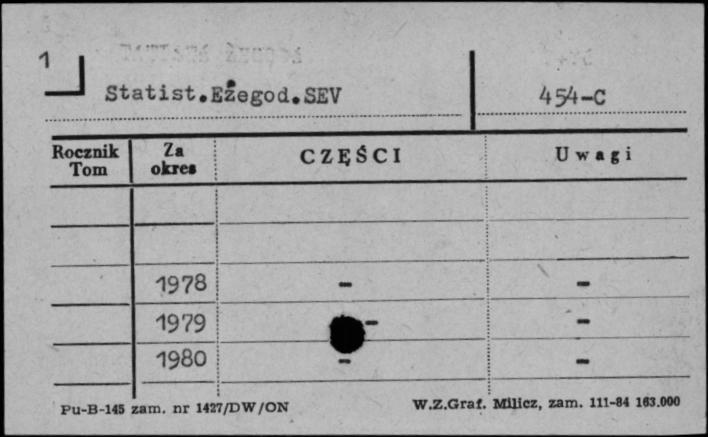 1
Statist.Eżegod.SEV 454-C
Rocznik Tom Za okres CZĘŚCI Uwagi
1978 - -
1979 - -
1980 - -
Pu-B-145 zam. nr 1427/DW/ON W.Z.Graf. Milicz, zam. 111-84 163.000